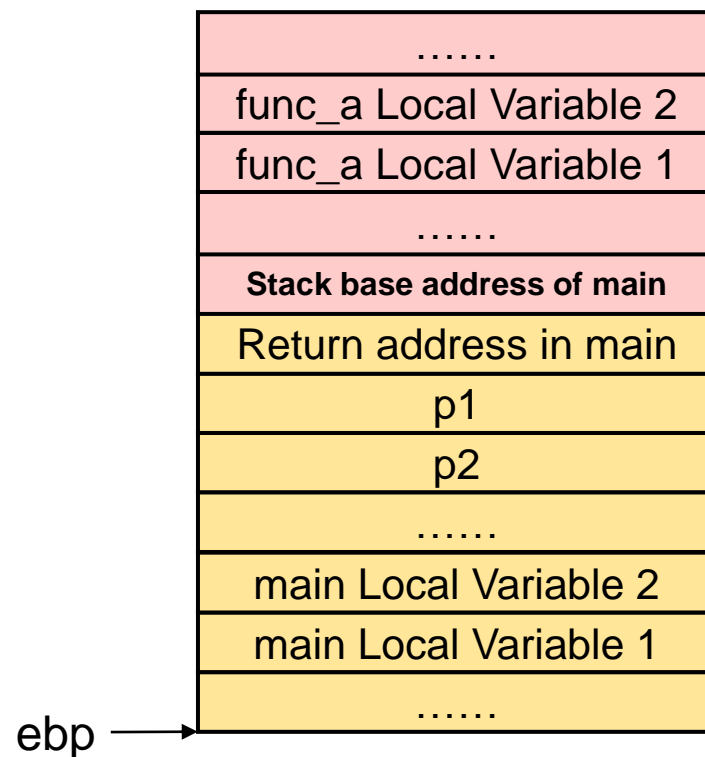 ……
func_a Local Variable 2
func_a Local Variable 1
……
Stack base address of main
Return address in main
p1
p2
……
main Local Variable 2
main Local Variable 1
……
ebp